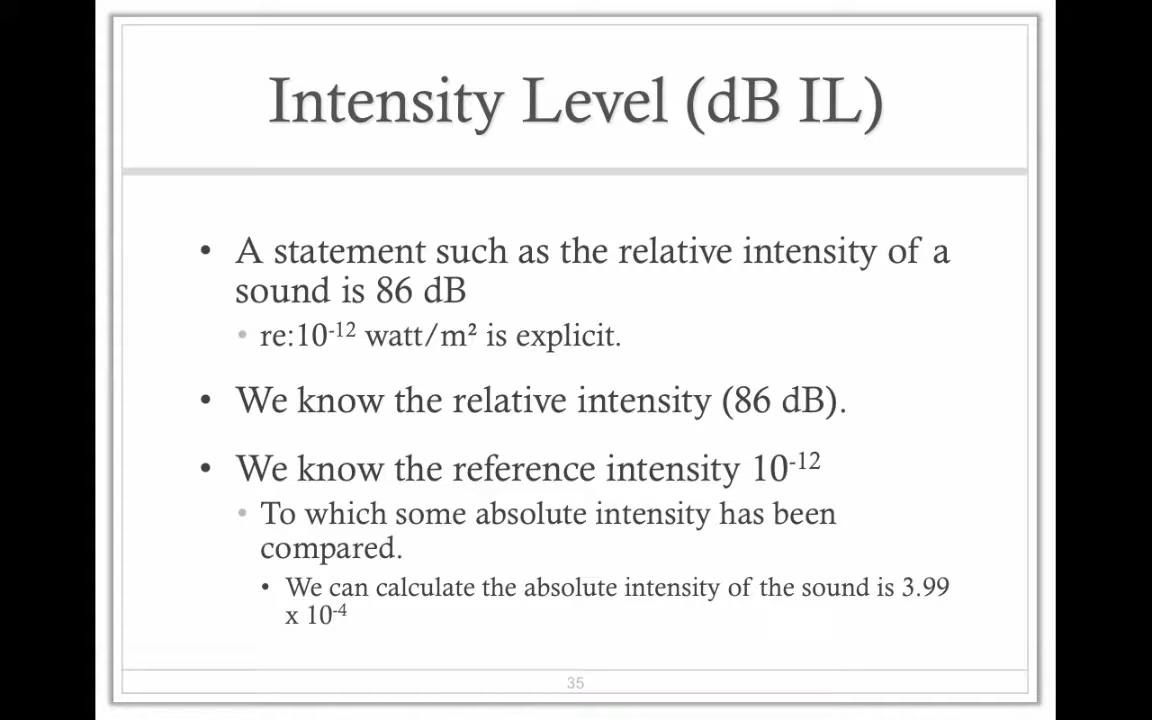 Intensity Level (dB IL)
• A statement such as the relative intensity of a
sound is 86 dB
• re:10⁻¹² watt/m² is explicit.
• We know the relative intensity (86 dB).
• We know the reference intensity 10⁻¹²
• To which some absolute intensity has been
compared.
• We can calculate the absolute intensity of the sound is 3.99
x 10⁻⁴
35